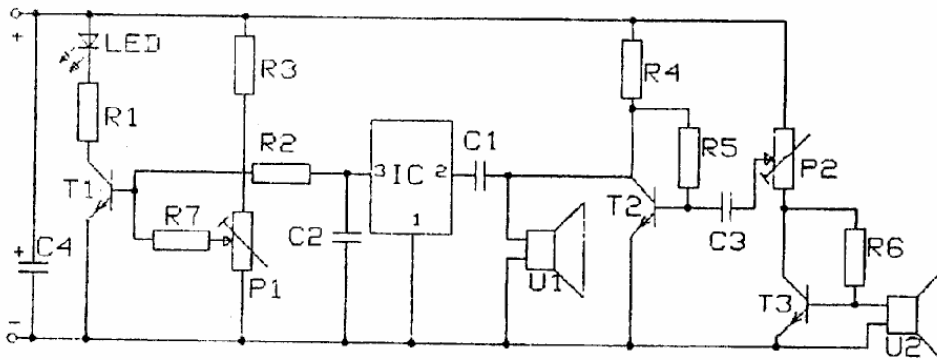 +
LED
R3
R4
R1
R2
C1
R5
P2
3 IC 2
T1
1
T2
R7
C2
C3
+
C4
R6
P1
U1
T3
-
U2